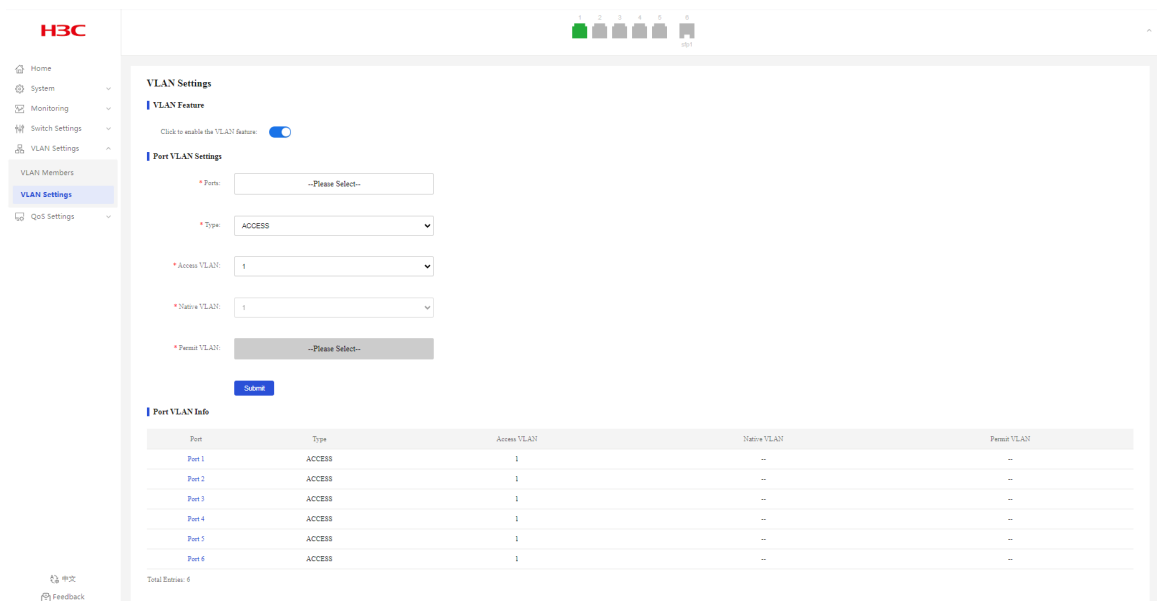 H3C
1 2 3 4 5
sfp1
Home
System
Monitoring
Switch Settings
VLAN Settings
VLAN Members
VLAN Settings
QoS Settings
中文
Feedback
VLAN Settings
VLAN Feature
Click to enable the VLAN feature:
Port VLAN Settings
* Ports: --Please Select--
* Type: ACCESS
* Access VLAN: 1
* Native VLAN: 1
* Permit VLAN: --Please Select--
Submit
Port VLAN Info
Port Type Access VLAN Native VLAN Permit VLAN
Port 1 ACCESS 1 -- --
Port 2 ACCESS 1 -- --
Port 3 ACCESS 1 -- --
Port 4 ACCESS 1 -- --
Port 5 ACCESS 1 -- --
Port 6 ACCESS 1 -- --
Total Entries: 6